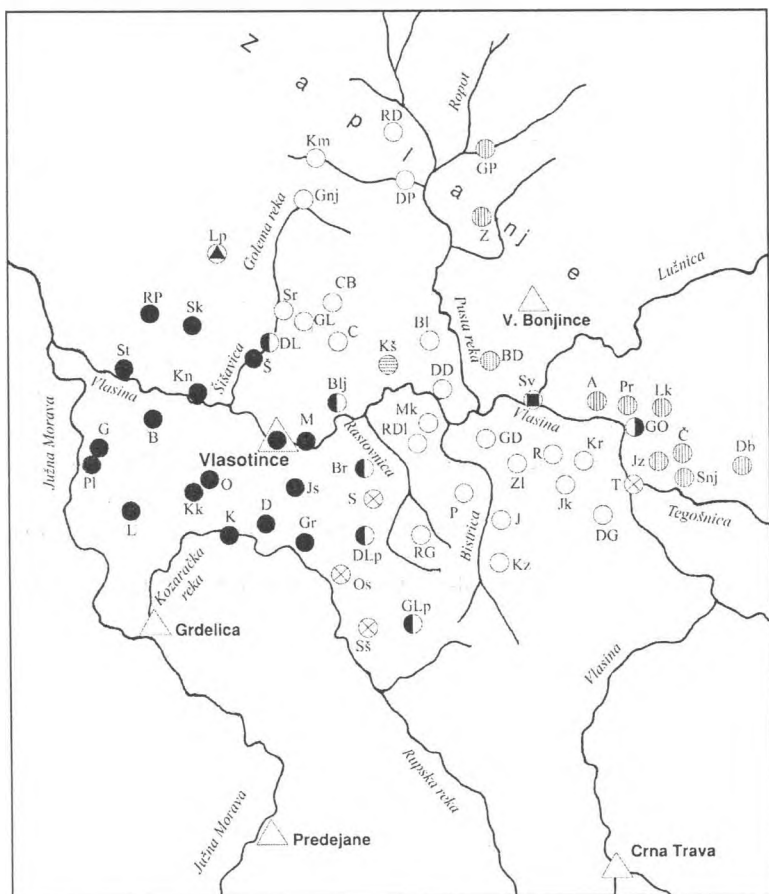 Z a p l a nj e
Ropot
RD
Km
GP
DP
Gnj
Z
Golema reka
Lp
Lužnica
CB
RP
Sk
Sr
GL
V. Bonjince
C
Bl
Pusta reka
DL
Kš
BD
St
Š
Šišavica
Kn
Blj
DD
Sv
A
Pr
Lk
Vlasina
Vlasina
Mk
GO
B
M
Rastovnica
RDl
GD
R
Kr
Č
G
Vlasotince
Južna Morava
Br
Zl
Jz
Db
Pl
O
Js
S
P
Jk
T
Snj
Kk
Tegošnica
L
K
D
Gr
DLp
RG
J
DG
Bistrica
Os
Kz
Kozaračka reka
GLp
Grdelica
Sš
Vlasina
Rupska reka
Južna Morava
Predejane
Crna Trava